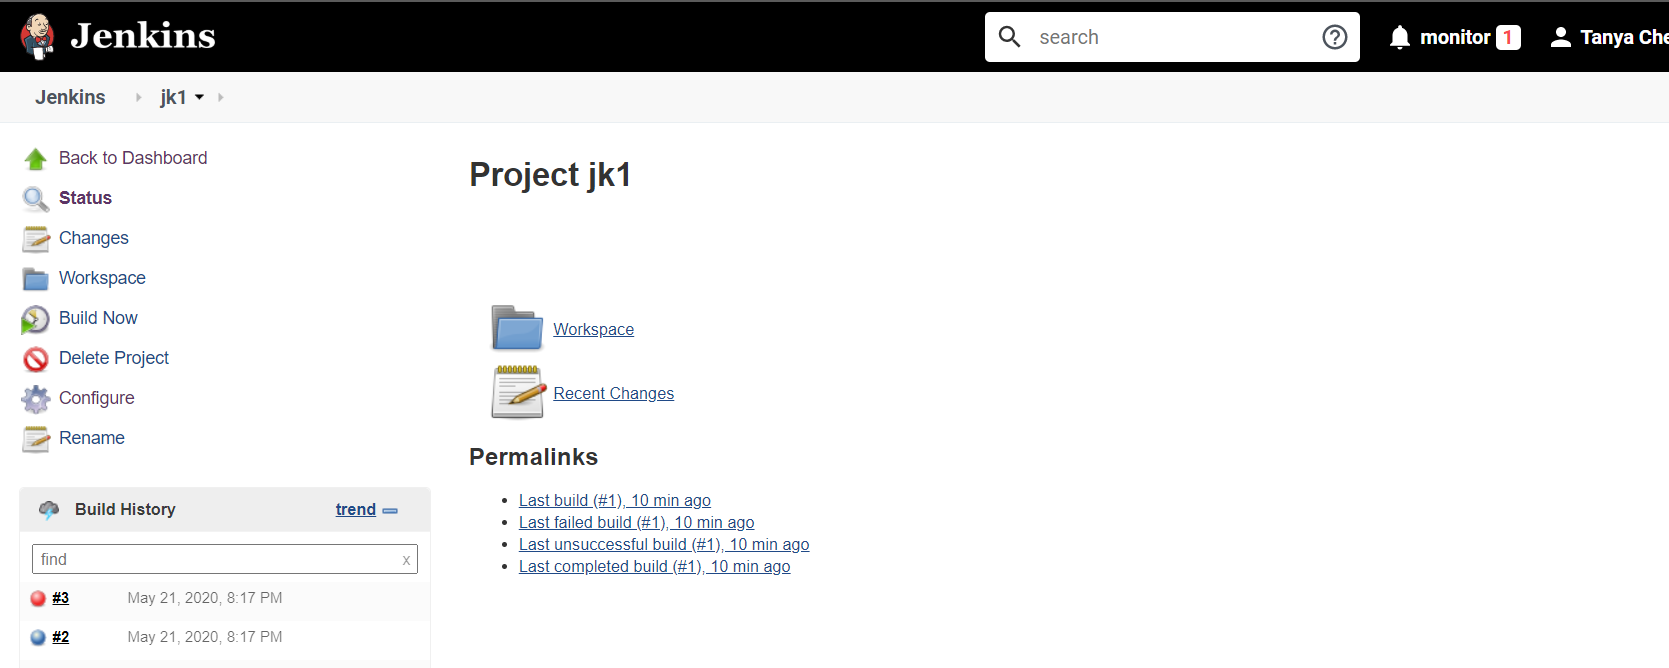 Jenkins
search
monitor 1
Tanya Che
Jenkins
jk1
Back to Dashboard
Status
Changes
Workspace
Build Now
Delete Project
Configure
Rename
Build History
trend
find
x
#3
May 21, 2020, 8:17 PM
#2
May 21, 2020, 8:17 PM
Project jk1
Workspace
Recent Changes
Permalinks
Last build (#1), 10 min ago
Last failed build (#1), 10 min ago
Last unsuccessful build (#1), 10 min ago
Last completed build (#1), 10 min ago